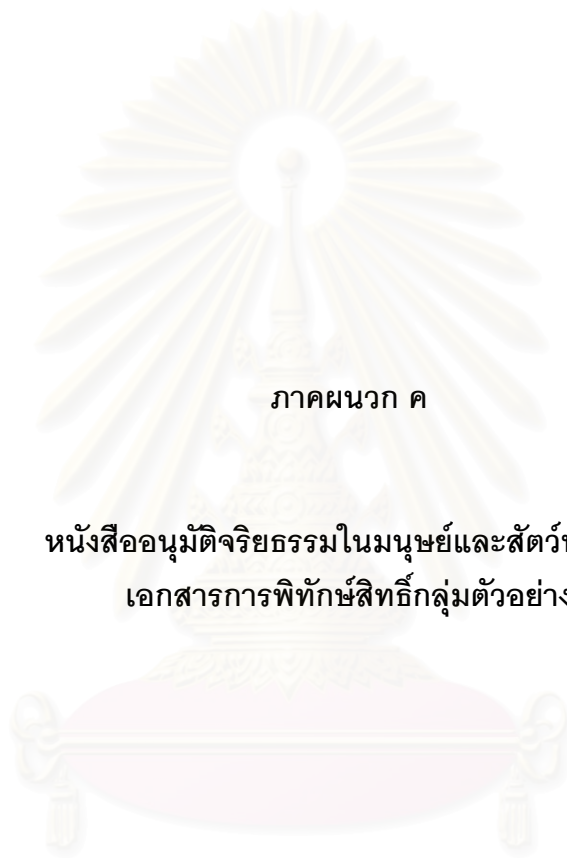 ภาคผนวก ค
หนังสืออนุมัติจริยธรรมในมนุษย์และสัตว์
เอกสารการพิทักษ์สิทธิ์กลุ่มตัวอย่าง